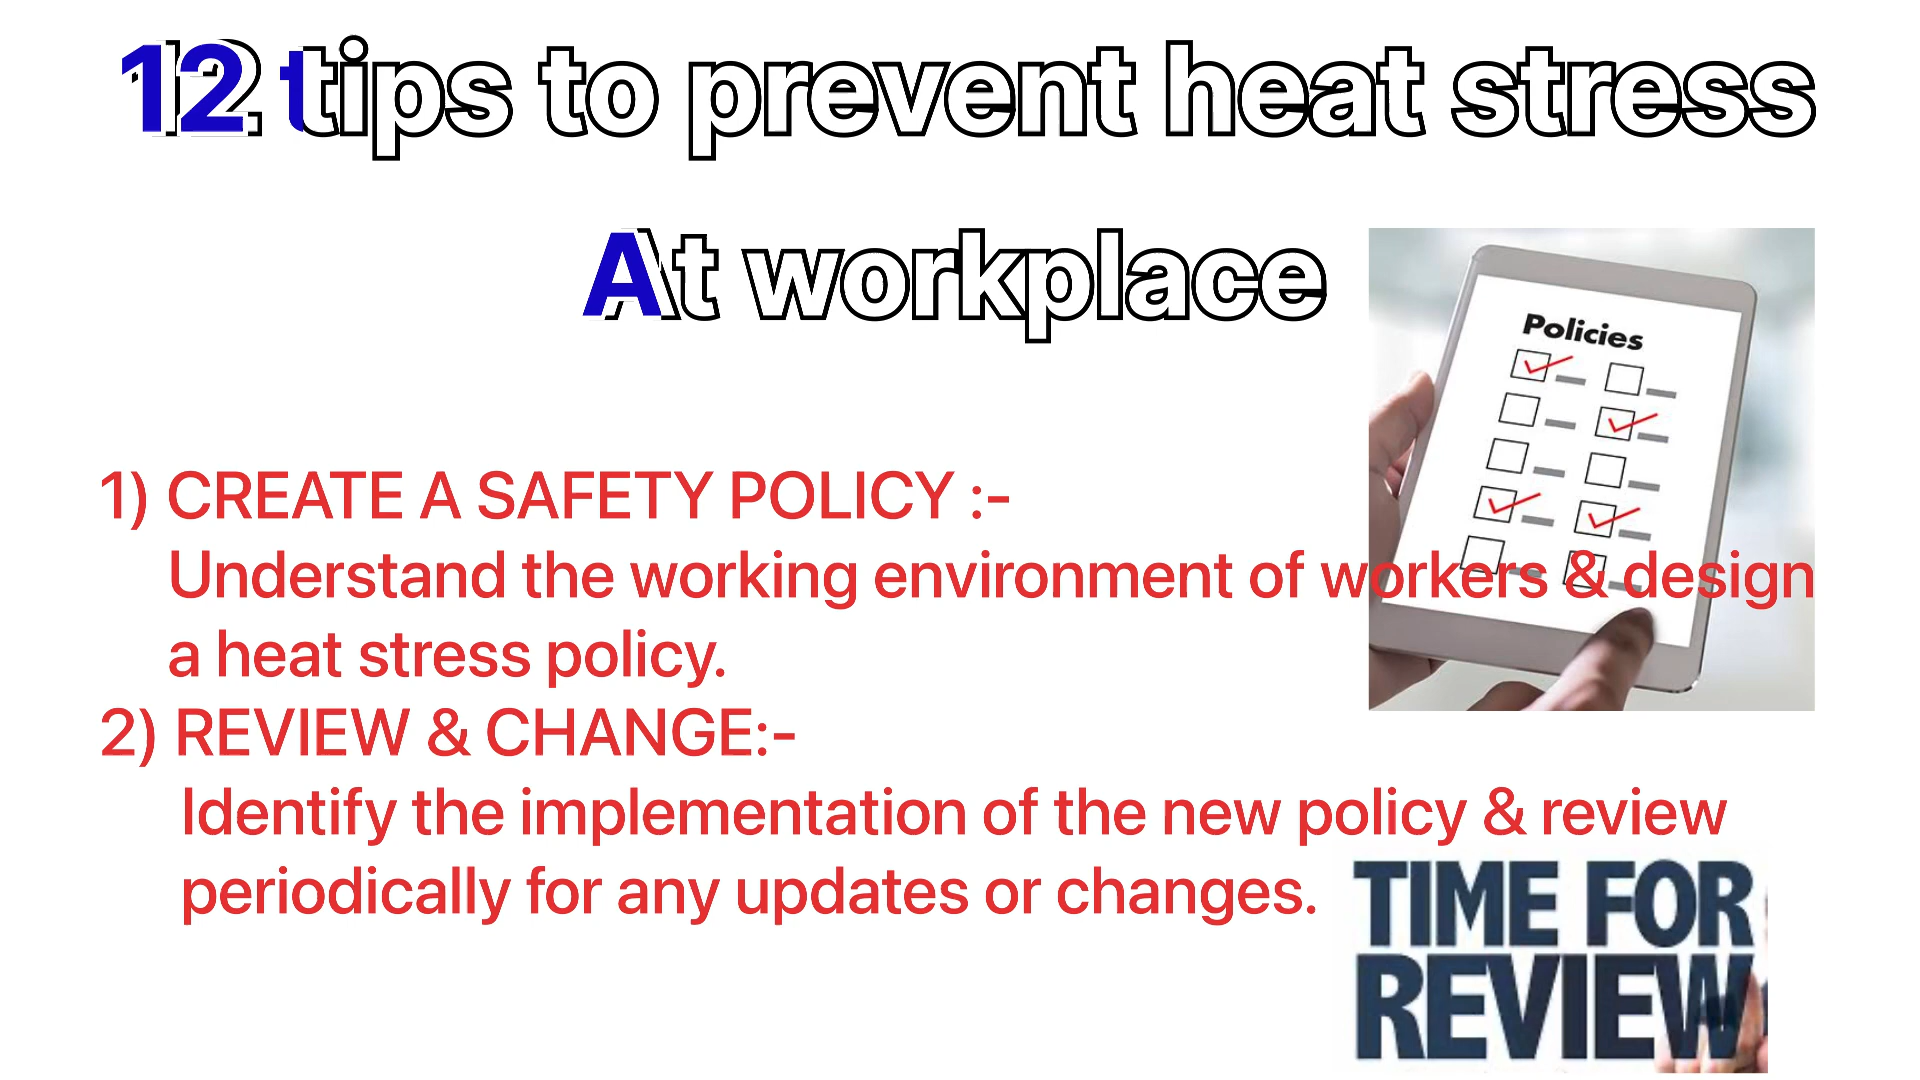 12 tips to prevent heat stress
At workplace
Policies
1) CREATE A SAFETY POLICY :-
Understand the working environment of workers & design
a heat stress policy.
2) REVIEW & CHANGE:-
Identify the implementation of the new policy & review
periodically for any updates or changes.
TIME FOR
REVIEW